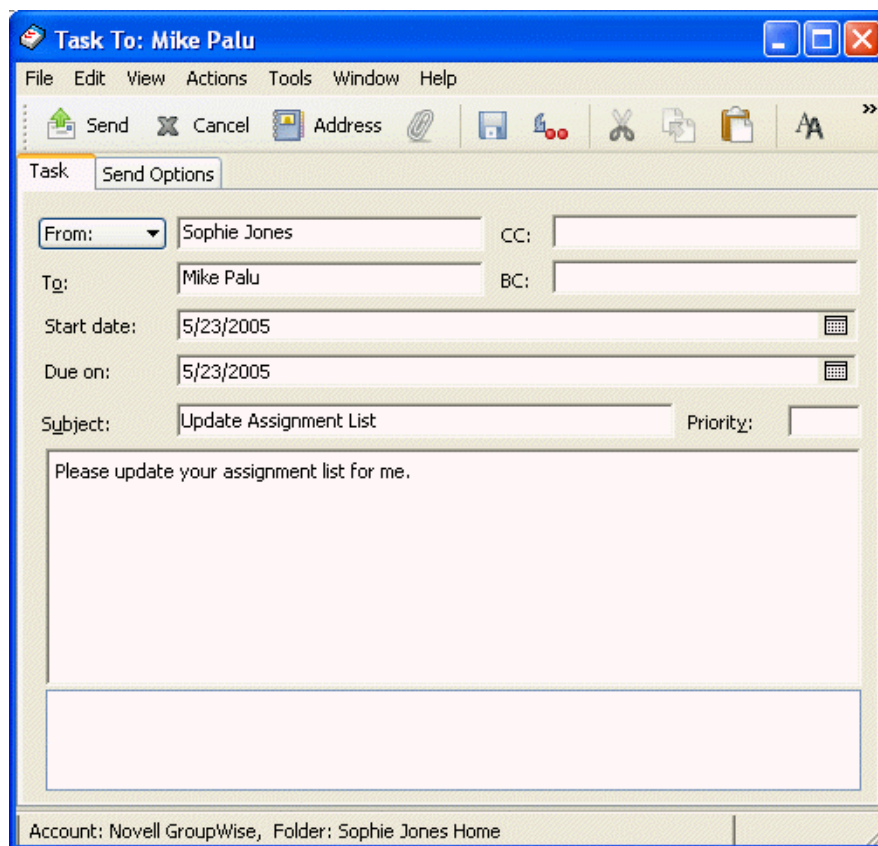 Task To: Mike Palu
File Edit View Actions Tools Window Help
Send Cancel Address »
Task Send Options
From: Sophie Jones CC:
To: Mike Palu BC:
Start date: 5/23/2005
Due on: 5/23/2005
Subject: Update Assignment List Priority:
Please update your assignment list for me.
Account: Novell GroupWise, Folder: Sophie Jones Home